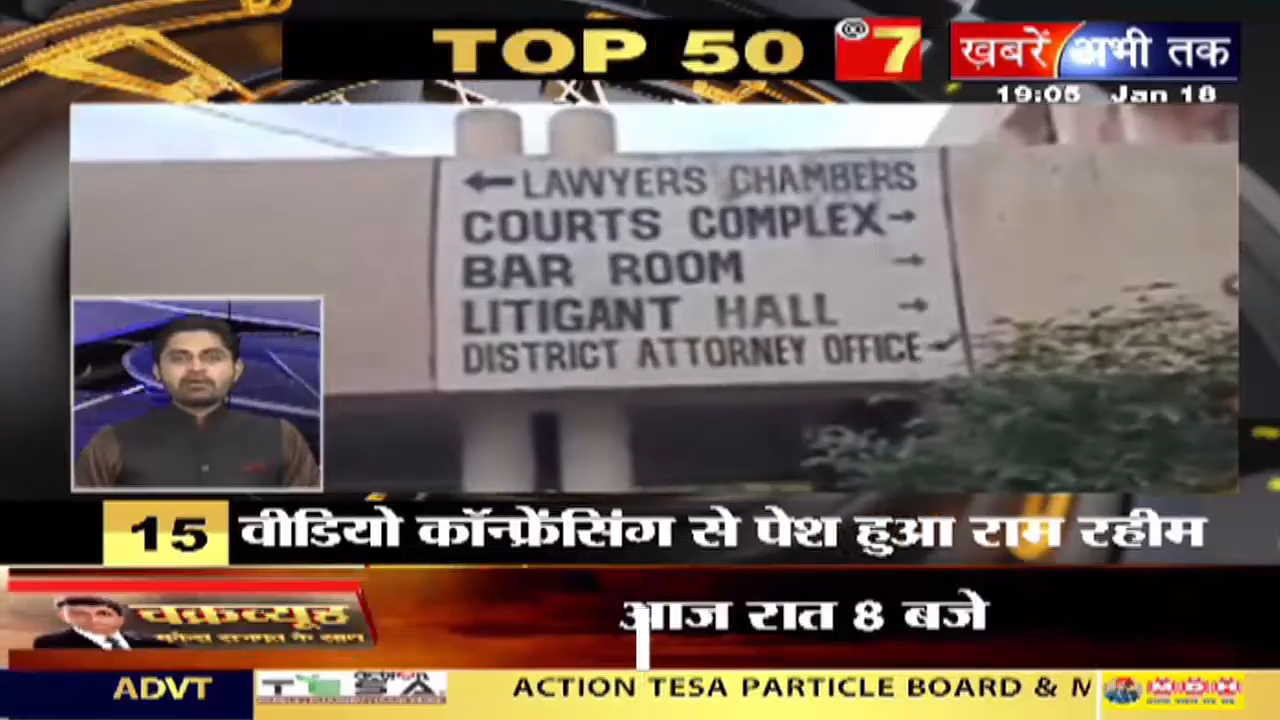 TOP 50 @ 7
ख़बरें अभी तक
19:05 Jan 18
← LAWYERS CHAMBERS
COURTS COMPLEX →
BAR ROOM →
LITIGANT HALL →
DISTRICT ATTORNEY OFFICE
15 वीडियो कॉन्फ्रेंसिंग से पेश हुआ राम रहीम
चक्रव्यूह
आज रात 8 बजे
ADVT
TESA
ACTION TESA PARTICLE BOARD & M